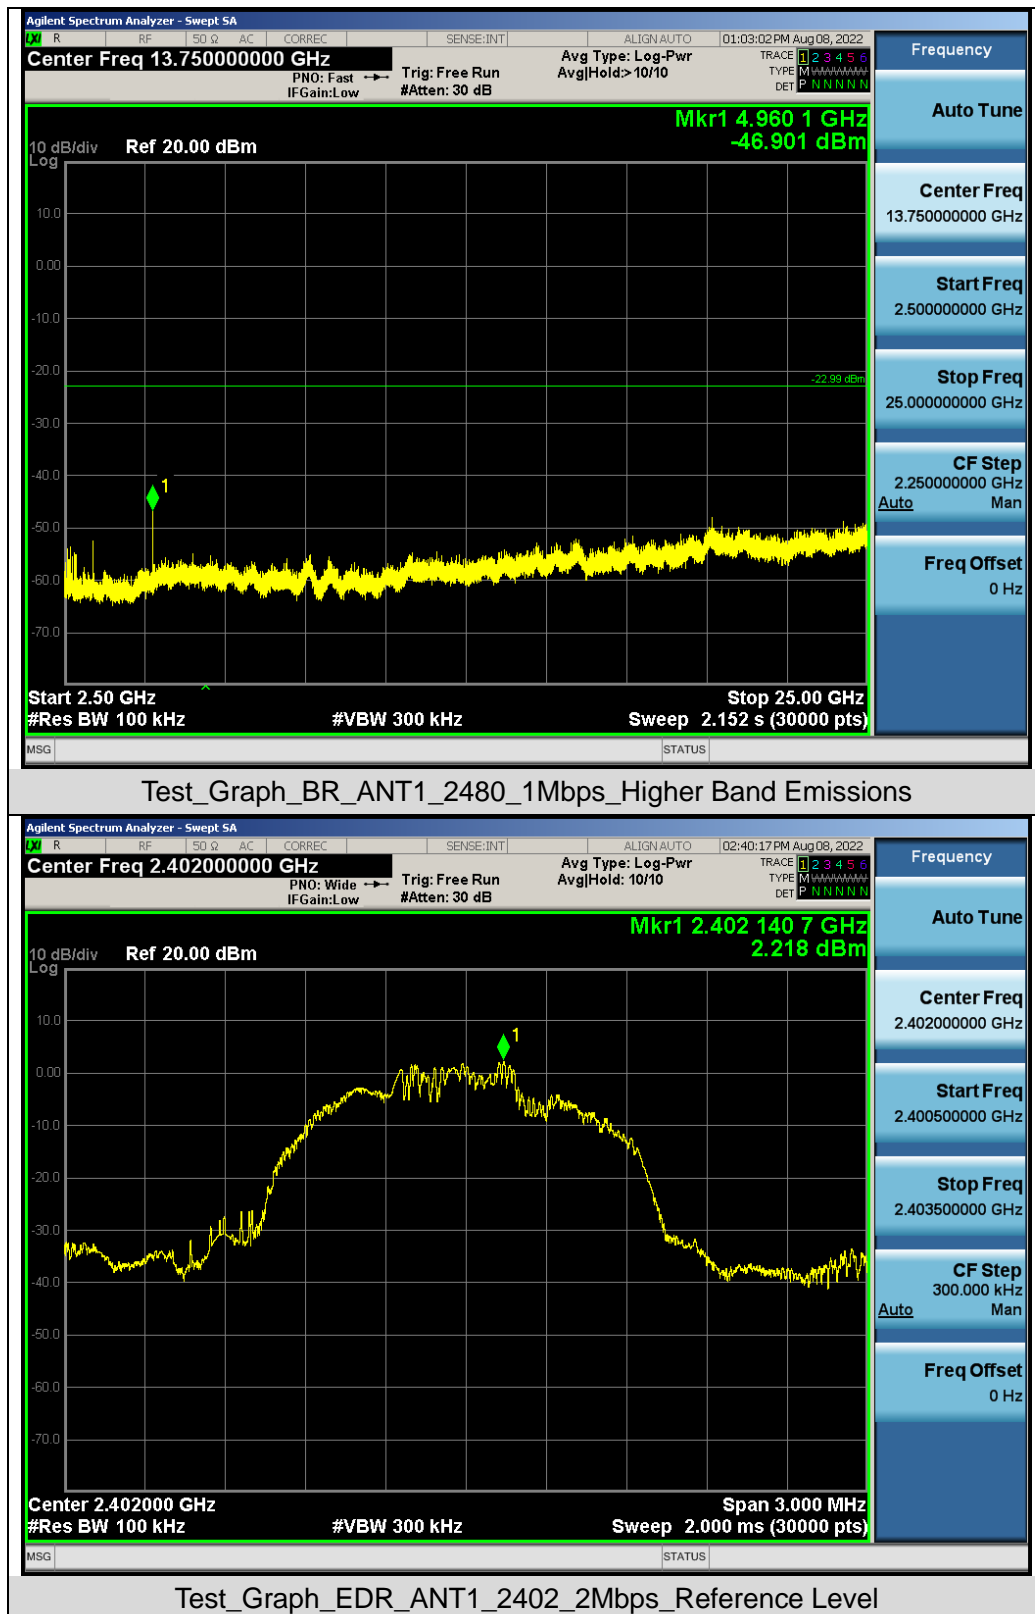 Agilent Spectrum Analyzer - Swept SA
LXI R RF 50 Ω AC CORREC SENSE:INT ALIGN AUTO 01:03:02 PM Aug 08, 2022
Center Freq 13.750000000 GHz
PNO: Fast
IFGain:Low
Trig: Free Run
#Atten: 30 dB
Avg Type: Log-Pwr
Avg|Hold:>10/10
TRACE 1 2 3 4 5 6
TYPE M WWWWW
DET P N N N N N
Mkr1 4.960 1 GHz
-46.901 dBm
10 dB/div Ref 20.00 dBm
Log
10.0
0.00
-10.0
-20.0
-22.99 dBm
-30.0
-40.0
1
-50.0
-60.0
-70.0
Start 2.50 GHz Stop 25.00 GHz
#Res BW 100 kHz #VBW 300 kHz Sweep 2.152 s (30000 pts)
MSG STATUS
Frequency
Auto Tune
Center Freq
13.750000000 GHz
Start Freq
2.500000000 GHz
Stop Freq
25.000000000 GHz
CF Step
2.250000000 GHz
Auto Man
Freq Offset
0 Hz
Test_Graph_BR_ANT1_2480_1Mbps_Higher Band Emissions
Agilent Spectrum Analyzer - Swept SA
LXI R RF 50 Ω AC CORREC SENSE:INT ALIGN AUTO 02:40:17 PM Aug 08, 2022
Center Freq 2.402000000 GHz
PNO: Wide
IFGain:Low
Trig: Free Run
#Atten: 30 dB
Avg Type: Log-Pwr
Avg|Hold: 10/10
TRACE 1 2 3 4 5 6
TYPE M WWWWW
DET P N N N N N
Mkr1 2.402 140 7 GHz
2.218 dBm
10 dB/div Ref 20.00 dBm
Log
10.0
1
0.00
-10.0
-20.0
-30.0
-40.0
-50.0
-60.0
-70.0
Center 2.402000 GHz Span 3.000 MHz
#Res BW 100 kHz #VBW 300 kHz Sweep 2.000 ms (30000 pts)
MSG STATUS
Frequency
Auto Tune
Center Freq
2.402000000 GHz
Start Freq
2.400500000 GHz
Stop Freq
2.403500000 GHz
CF Step
300.000 kHz
Auto Man
Freq Offset
0 Hz
Test_Graph_EDR_ANT1_2402_2Mbps_Reference Level